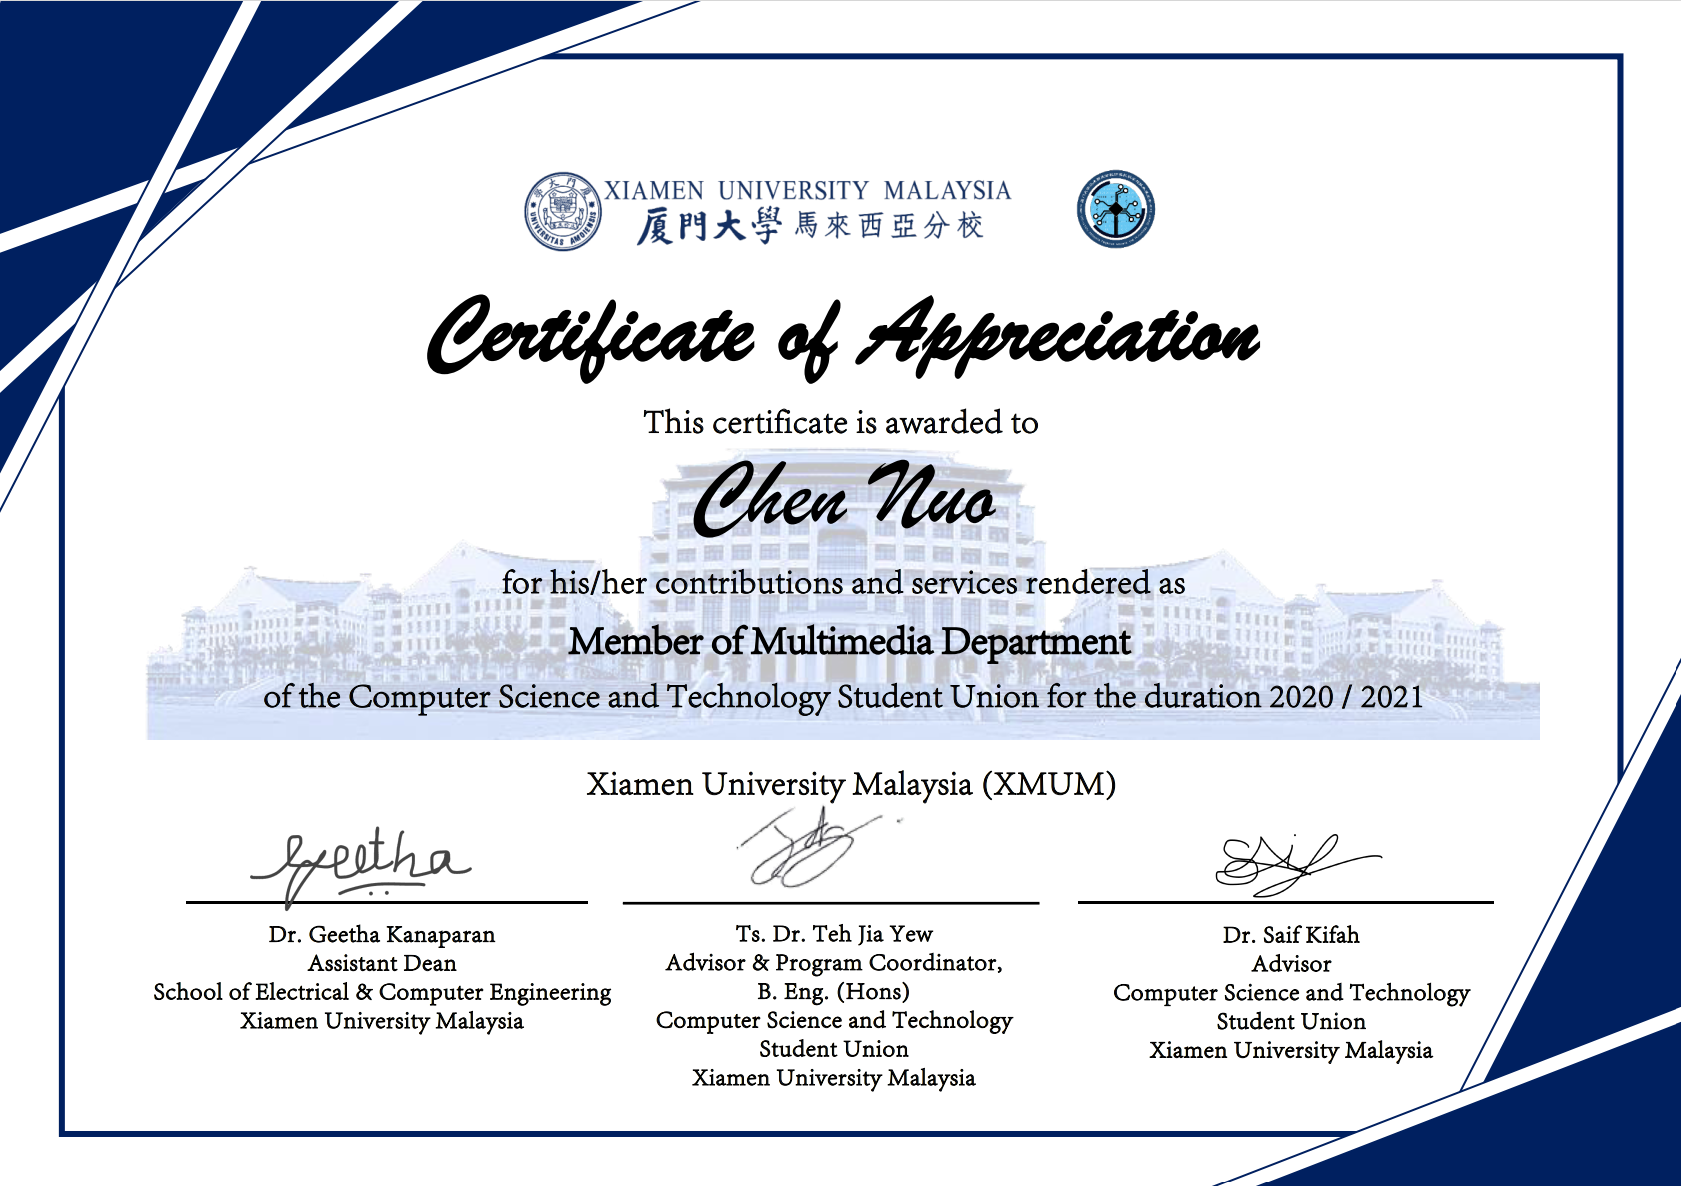 XIAMEN UNIVERSITY MALAYSIA
廈門大學 馬來西亞分校
UNIVERSITAS AMOIENSIS
Certificate of Appreciation
This certificate is awarded to
Chen Nuo
for his/her contributions and services rendered as
Member of Multimedia Department
of the Computer Science and Technology Student Union for the duration 2020 / 2021
Xiamen University Malaysia (XMUM)
Geetha
Dr. Geetha Kanaparan
Assistant Dean
School of Electrical & Computer Engineering
Xiamen University Malaysia
Ts. Dr. Teh Jia Yew
Advisor & Program Coordinator,
B. Eng. (Hons)
Computer Science and Technology
Student Union
Xiamen University Malaysia
Dr. Saif Kifah
Advisor
Computer Science and Technology
Student Union
Xiamen University Malaysia